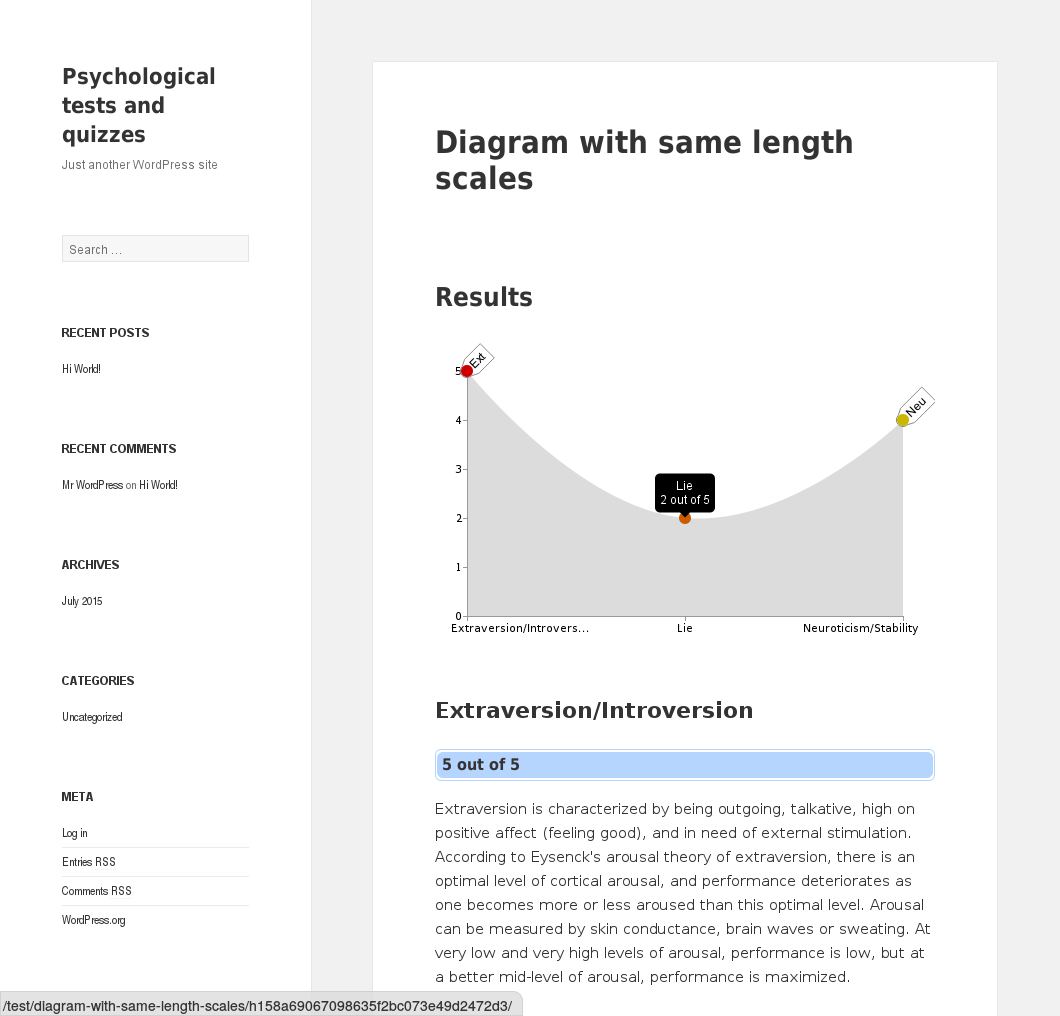 Psychological
tests and
quizzes
Just another WordPress site
Search …
RECENT POSTS
Hi World!
RECENT COMMENTS
Mr WordPress on Hi World!
ARCHIVES
July 2015
CATEGORIES
Uncategorized
META
Log in
Entries RSS
Comments RSS
WordPress.org
Diagram with same length
scales
Results
Ext
5
Neu
4
3
Lie
2 out of 5
2
1
0
Extraversion/Introvers...
Lie
Neuroticism/Stability
Extraversion/Introversion
5 out of 5
Extraversion is characterized by being outgoing, talkative, high on
positive affect (feeling good), and in need of external stimulation.
According to Eysenck's arousal theory of extraversion, there is an
optimal level of cortical arousal, and performance deteriorates as
one becomes more or less aroused than this optimal level. Arousal
can be measured by skin conductance, brain waves or sweating. At
very low and very high levels of arousal, performance is low, but at
a better mid-level of arousal, performance is maximized.
/test/diagram-with-same-length-scales/h158a69067098635f2bc073e49d2472d3/